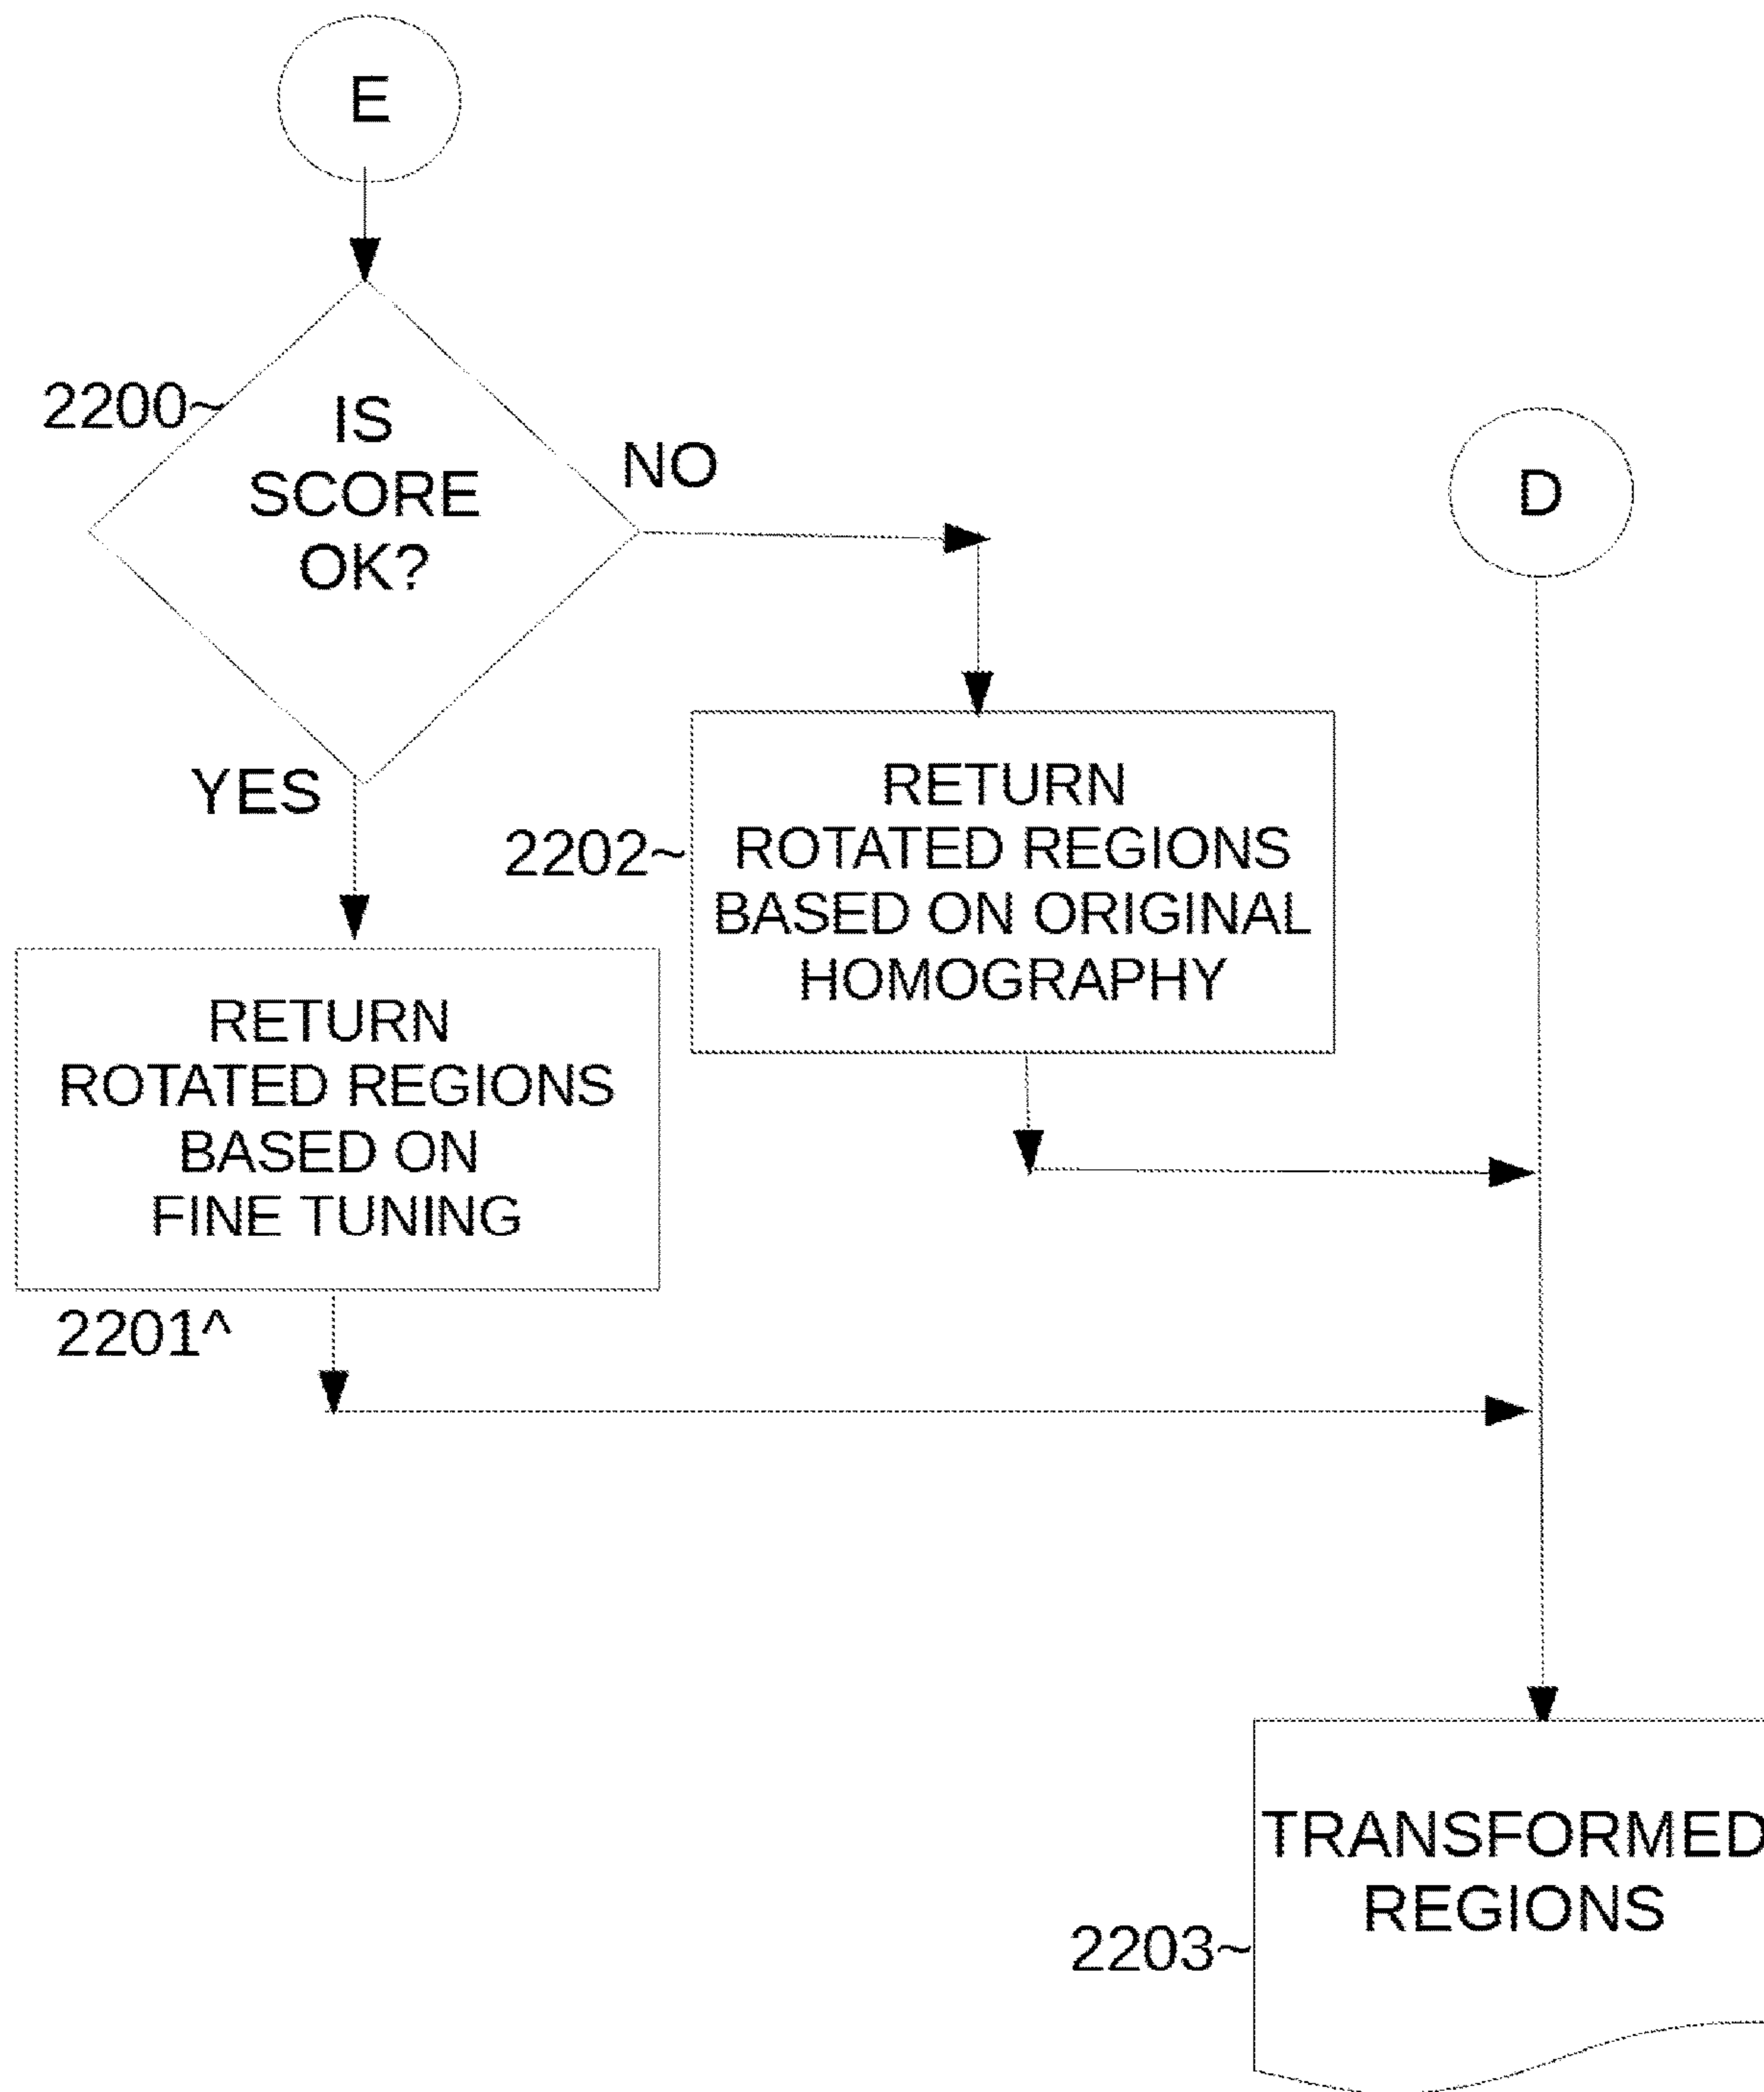 E
2200~
IS
SCORE
OK?
NO
D
YES
2202~
RETURN
ROTATED REGIONS
BASED ON ORIGINAL
HOMOGRAPHY
RETURN
ROTATED REGIONS
BASED ON
FINE TUNING
2201^
TRANSFORMED
REGIONS
2203~